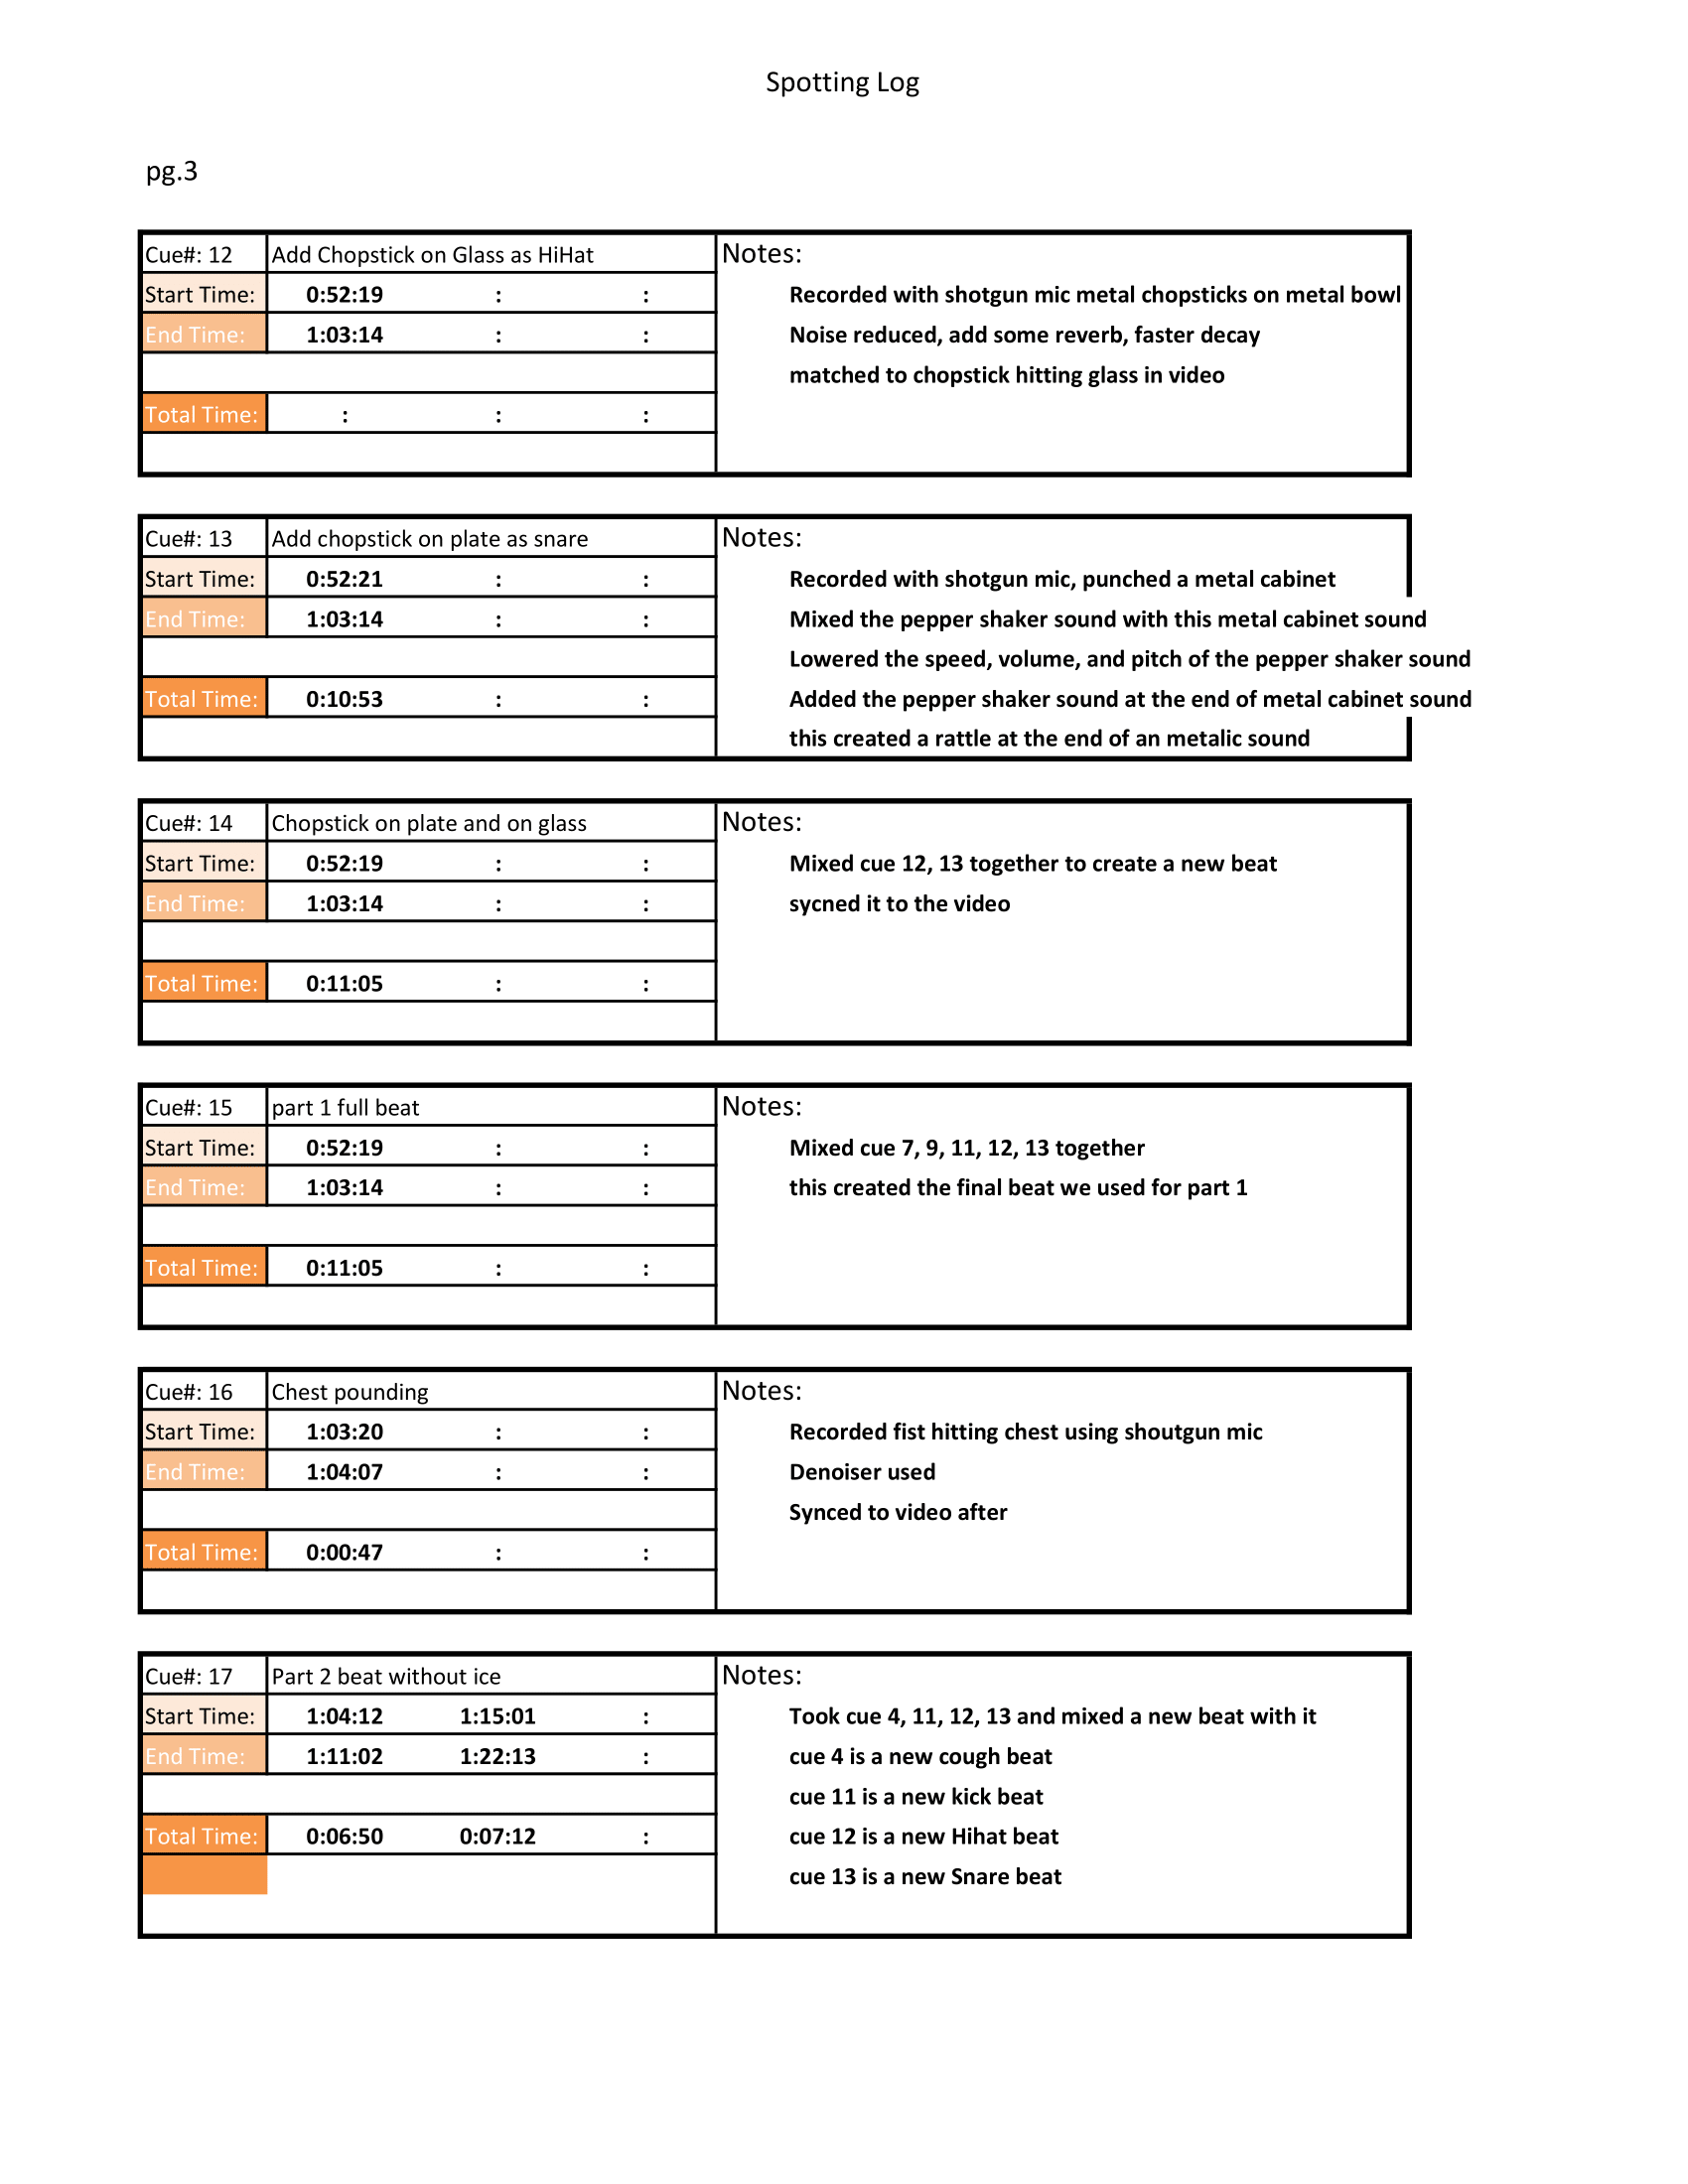 Spotting Log
pg.3
Cue#: 12 Add Chopstick on Glass as HiHat Notes:
Start Time: 0:52:19 : : Recorded with shotgun mic metal chopsticks on metal bowl
End Time: 1:03:14 : : Noise reduced, add some reverb, faster decay
matched to chopstick hitting glass in video
Total Time: : : :
Cue#: 13 Add chopstick on plate as snare Notes:
Start Time: 0:52:21 : : Recorded with shotgun mic, punched a metal cabinet
End Time: 1:03:14 : : Mixed the pepper shaker sound with this metal cabinet sound
Lowered the speed, volume, and pitch of the pepper shaker sound
Total Time: 0:10:53 : : Added the pepper shaker sound at the end of metal cabinet sound
this created a rattle at the end of an metalic sound
Cue#: 14 Chopstick on plate and on glass Notes:
Start Time: 0:52:19 : : Mixed cue 12, 13 together to create a new beat
End Time: 1:03:14 : : sycned it to the video
Total Time: 0:11:05 : :
Cue#: 15 part 1 full beat Notes:
Start Time: 0:52:19 : : Mixed cue 7, 9, 11, 12, 13 together
End Time: 1:03:14 : : this created the final beat we used for part 1
Total Time: 0:11:05 : :
Cue#: 16 Chest pounding Notes:
Start Time: 1:03:20 : : Recorded fist hitting chest using shoutgun mic
End Time: 1:04:07 : : Denoiser used
Synced to video after
Total Time: 0:00:47 : :
Cue#: 17 Part 2 beat without ice Notes:
Start Time: 1:04:12 1:15:01 : Took cue 4, 11, 12, 13 and mixed a new beat with it
End Time: 1:11:02 1:22:13 : cue 4 is a new cough beat
cue 11 is a new kick beat
Total Time: 0:06:50 0:07:12 : cue 12 is a new Hihat beat
cue 13 is a new Snare beat